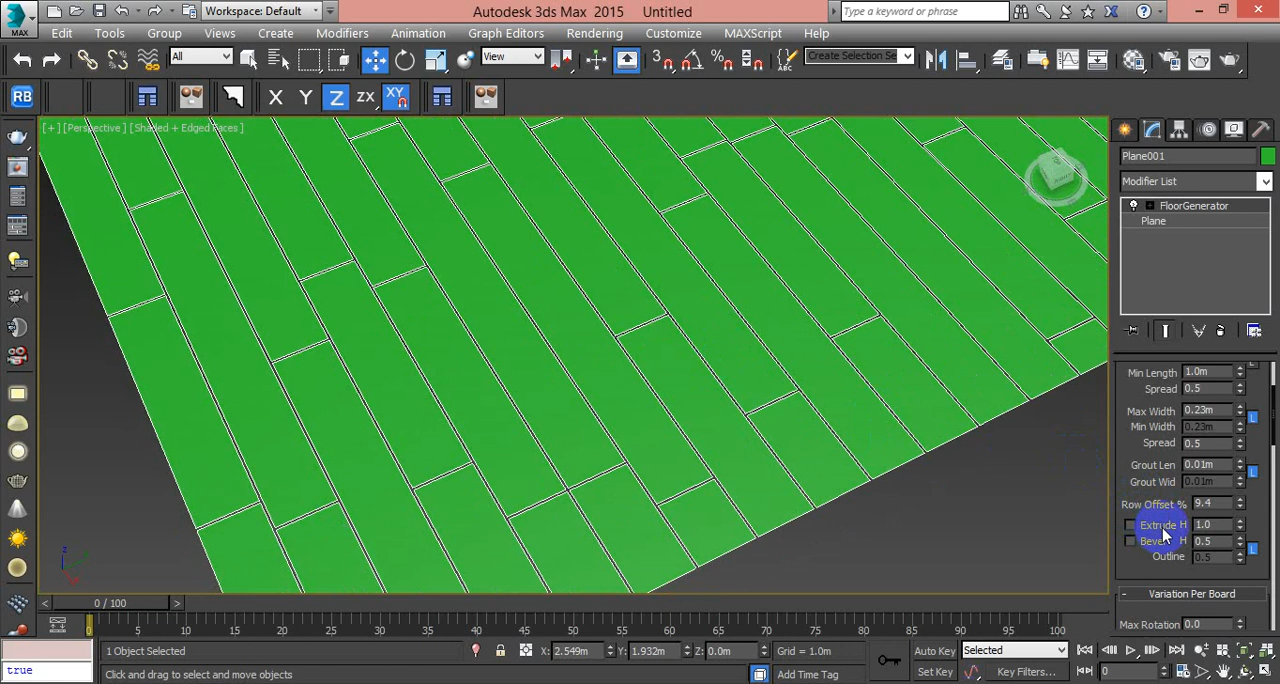 MAX Workspace: Default Autodesk 3ds Max 2015 Untitled Type a keyword or phrase
Edit Tools Group Views Create Modifiers Animation Graph Editors Rendering Customize MAXScript Help
All View 3 % Create Selection Se
RB X Y Z ZX XY
[+] [Perspective] [Shaded + Edged Faces]
Plane001
Modifier List
FloorGenerator
Plane
Min Length 1.0m
Spread 0.5
Max Width 0.23m L
Min Width 0.23m
Spread 0.5
Grout Len 0.01m L
Grout Wid 0.01m
Row Offset % 9.4
Extrude H 1.0
Bevel H 0.5 L
Outline 0.5
- Variation Per Board
Max Rotation 0.0
z
< 0 / 100 >
0 5 10 15 20 25 30 35 40 45 50 55 60 65 70 75 80 85 90 95 100
1 Object Selected X: 2.549m Y: 1.932m Z: 0.0m Grid = 1.0m Auto Key Selected
true Click and drag to select and move objects Add Time Tag Set Key Key Filters... 0